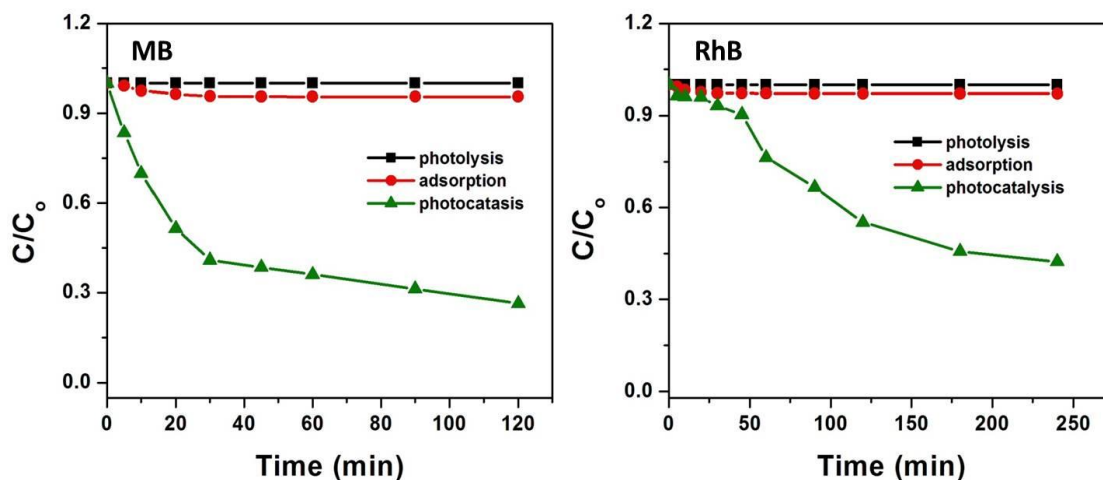 MB
1.2
0.9
0.6
0.3
0.0
C/C₀
photolysis
adsorption
photocatasis
0 20 40 60 80 100 120
Time (min)
RhB
1.2
0.9
0.6
0.3
0.0
C/C₀
photolysis
adsorption
photocatalysis
0 50 100 150 200 250
Time (min)